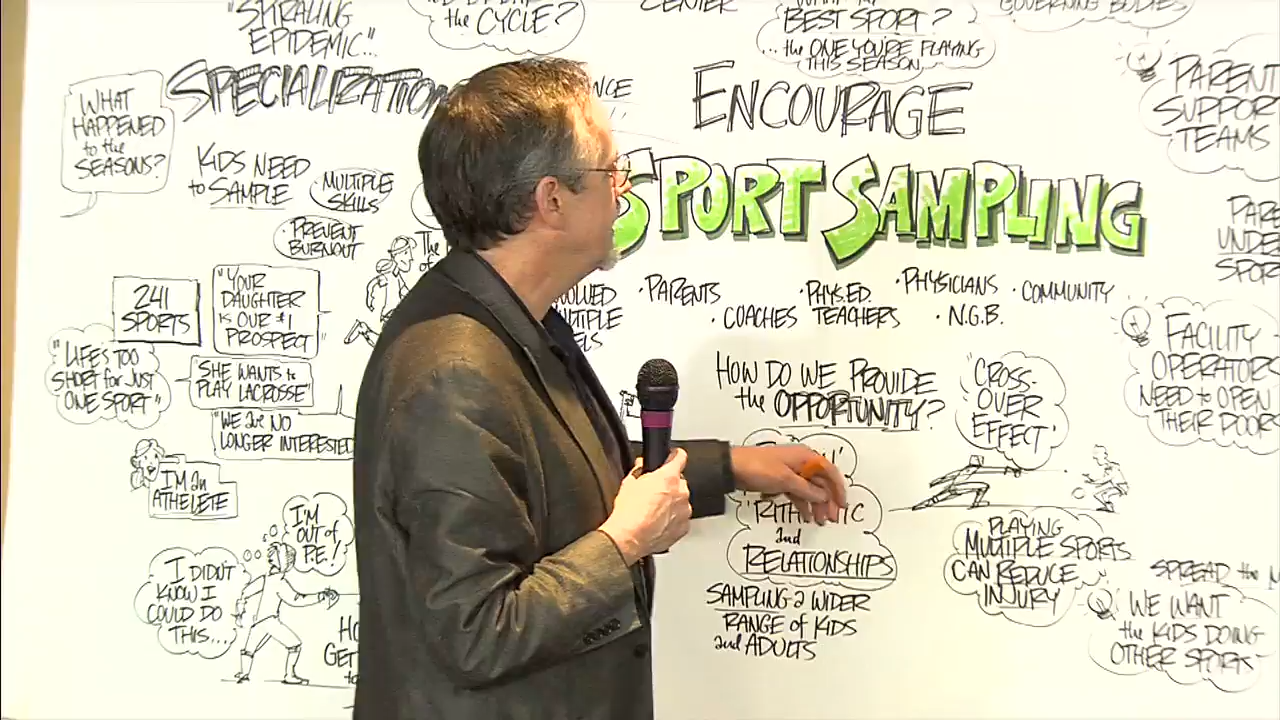 "SPIRALING
EPIDEMIC"...
SPECIALIZATION
the CYCLE?
WHAT
HAPPENED
to the
SEASONS?
KIDS NEED
to SAMPLE
MULTIPLE
SKILLS
· PREVENT
BURNOUT
241
SPORTS
"YOUR
DAUGHTER
IS OUR #1
PROSPECT"
"LIFE'S TOO
SHORT for JUST
ONE SPORT"
"SHE WANTS to
PLAY LACROSSE"
"WE ARE NO
LONGER INTERESTED
I'M an
ATHELETE
I'M
OUT of
P.E.!
I DIDN'T
KNOW I
COULD DO
THIS...
The
CENTER
BEST SPORT?
...the ONE YOU'RE PLAYING
THIS SEASON
GOVERNING BODIES
ENCOURAGE
SPORT SAMPLING
· PARENTS
· COACHES
· PHYS.ED.
TEACHERS
· PHYSICIANS
· N.G.B.
· COMMUNITY
HOW DO WE PROVIDE
the OPPORTUNITY?
and
RELATIONSHIPS
SAMPLING a WIDER
RANGE of KIDS
and ADULTS
'CROSS-
OVER
EFFECT'
PLAYING
MULTIPLE SPORTS
CAN REDUCE
INJURY
PARENT
SUPPORT
TEAMS
FACILITY
OPERATORS
NEED to OPEN
THEIR DOORS
SPREAD the
WE WANT
the KIDS DOING
OTHER SPORTS